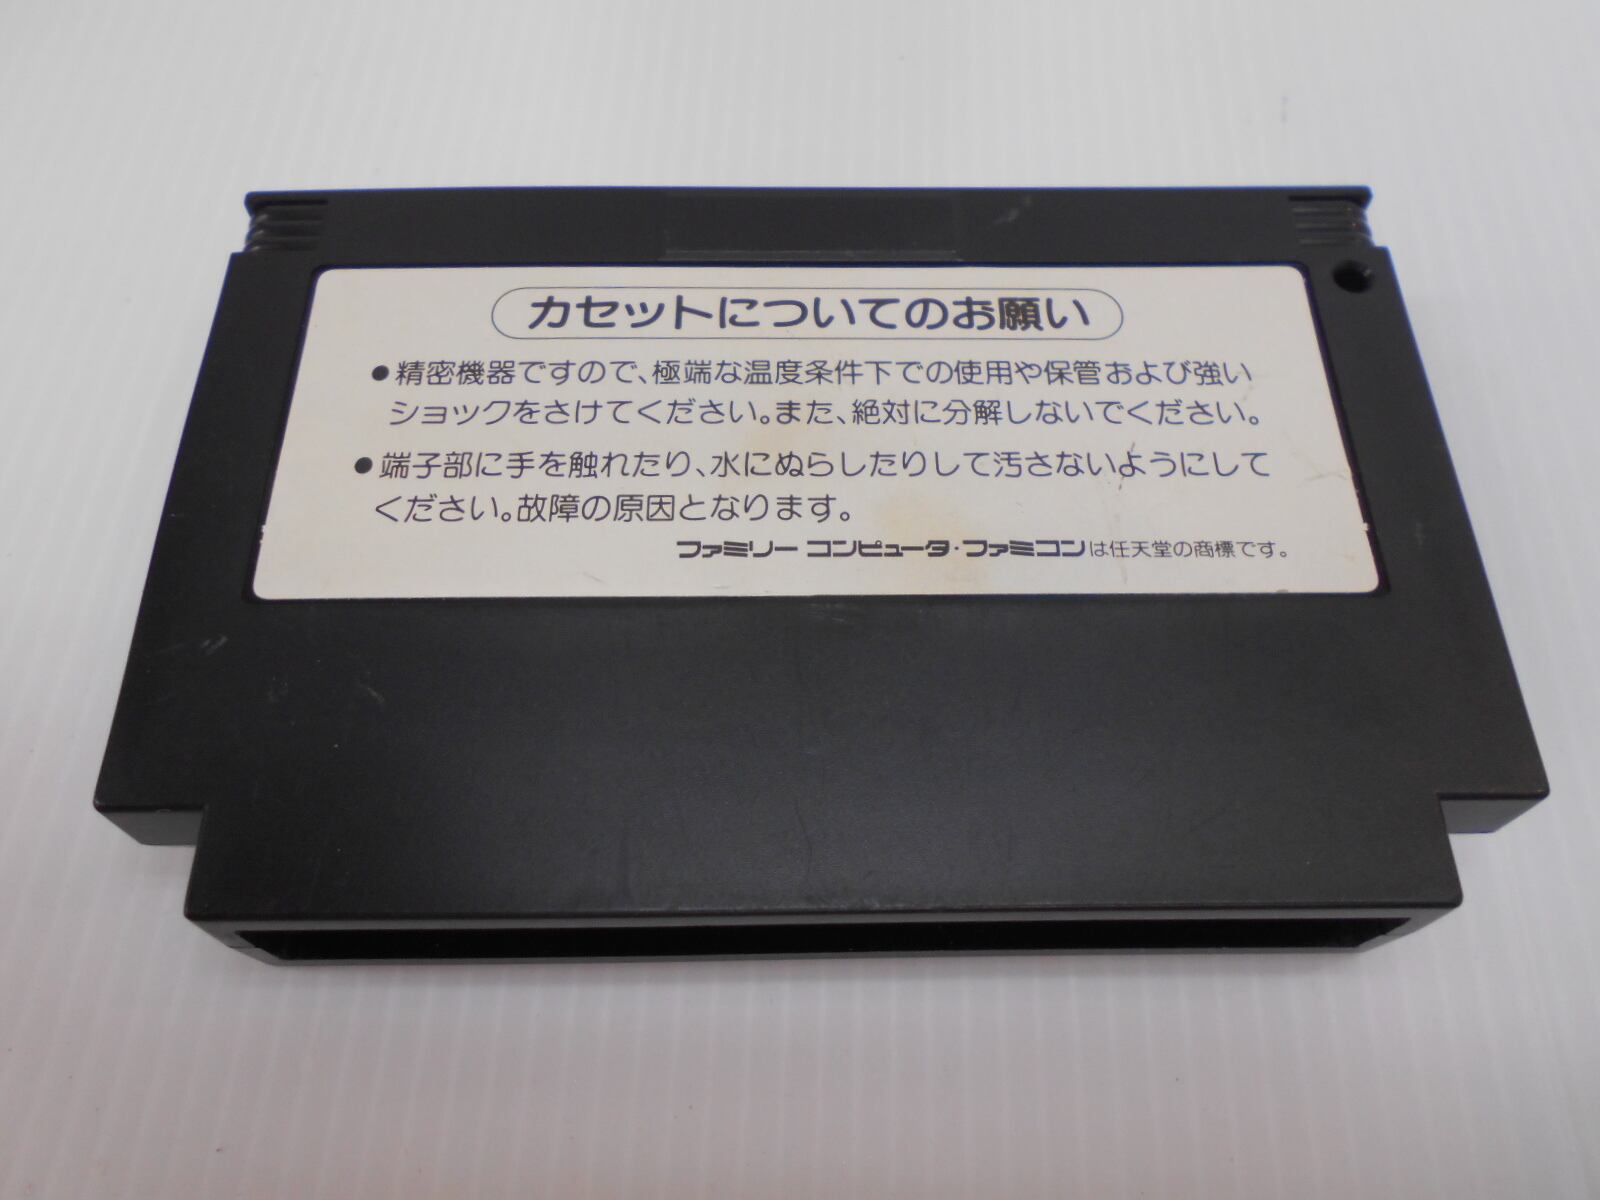 カセットについてのお願い
●精密機器ですので、極端な温度条件下での使用や保管および強い
ショックをさけてください。また、絶対に分解しないでください。
●端子部に手を触れたり、水にぬらしたりして汚さないようにして
ください。故障の原因となります。
ファミリー コンピュータ・ファミコンは任天堂の商標です。